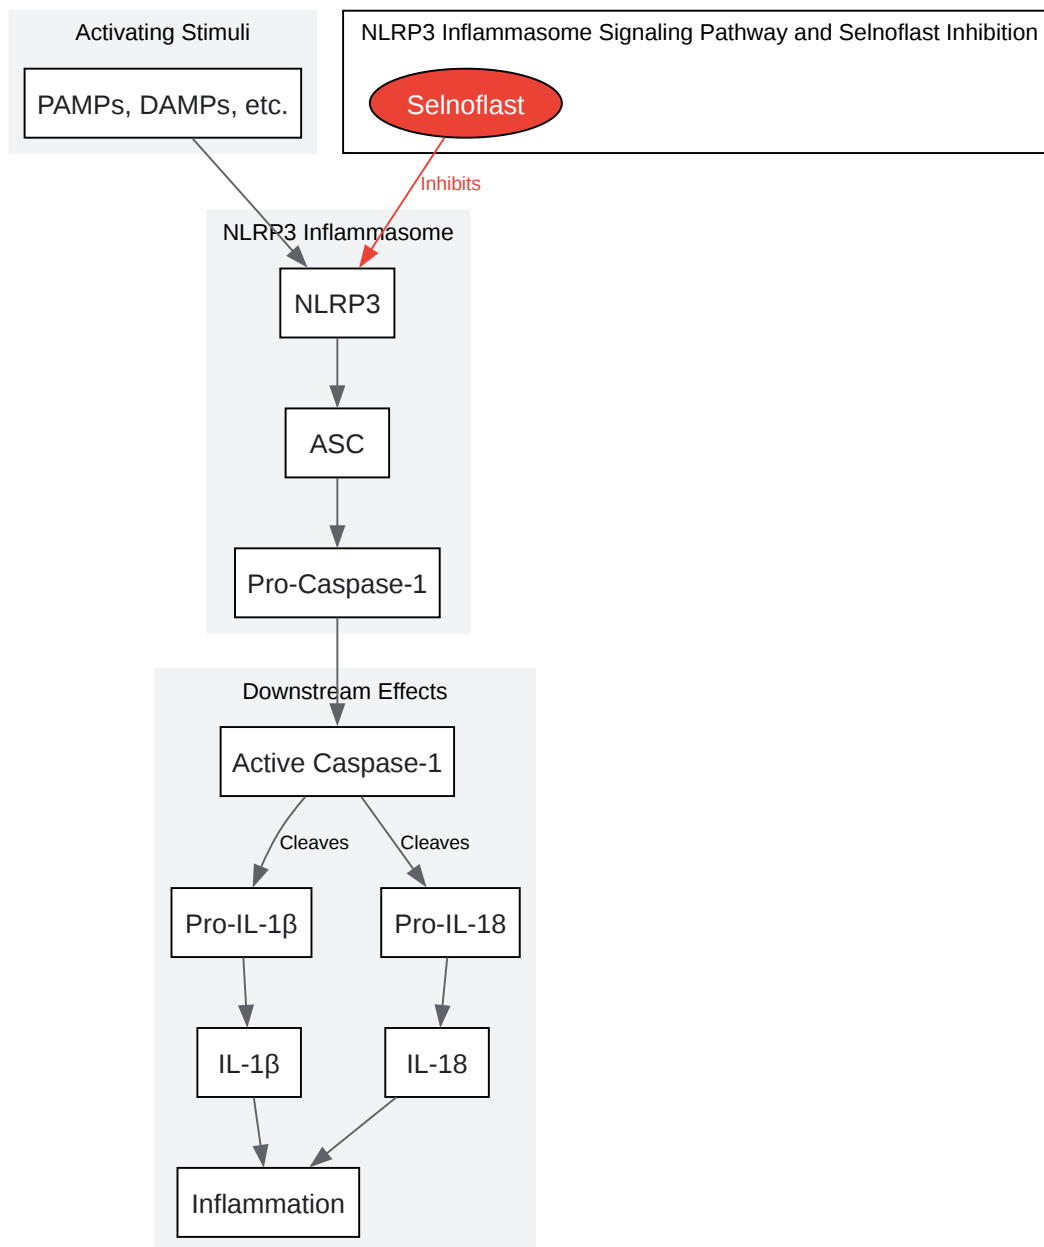 Activating Stimuli
PAMPs, DAMPs, etc.
NLRP3 Inflammasome Signaling Pathway and Selnoflast Inhibition
Selnoflast
Inhibits
NLRP3 Inflammasome
NLRP3
ASC
Pro-Caspase-1
Downstream Effects
Active Caspase-1
Cleaves
Cleaves
Pro-IL-1β
Pro-IL-18
IL-1β
IL-18
Inflammation